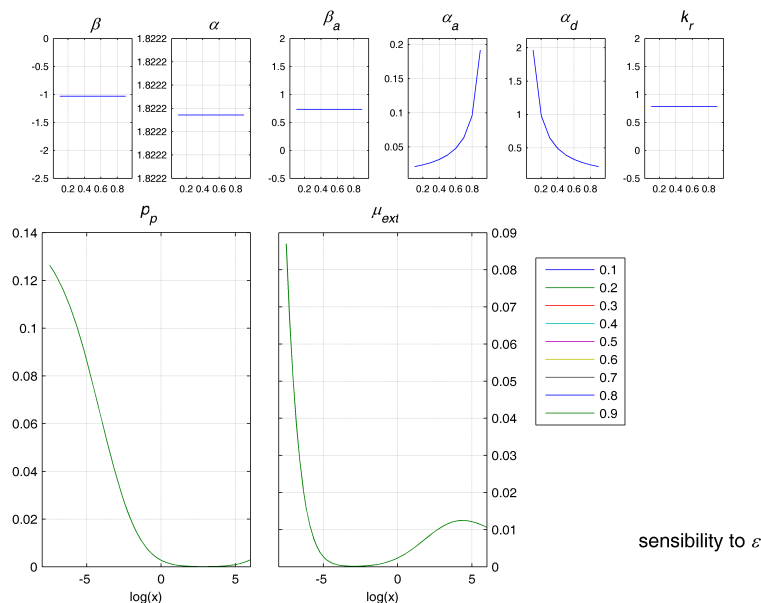 β α β_a α_a α_d k_r
0 1.8222 2 0.2 2 2
-0.5 1.8222 1.5 0.15 1.5 1.5
-1 1.8222 1 0.1 1 1
-1.5 1.8222 0.5 0.05 0.5 0.5
-2 1.8222 0 0
-2.5 1.8222 -0.5 -0.5
0.2 0.4 0.6 0.8 0.2 0.4 0.6 0.8 0.2 0.4 0.6 0.8 0.2 0.4 0.6 0.8 0.2 0.4 0.6 0.8 0.2 0.4 0.6 0.8
p_p μ_ext
0.14 0.09
0.12 0.08
0.1 0.07
0.08 0.06
0.06 0.05
0.04 0.04
0.02 0.03
0 0.02
0.01
0
-5 0 5 -5 0 5
log(x) log(x)
0.1
0.2
0.3
0.4
0.5
0.6
0.7
0.8
0.9
sensibility to ε